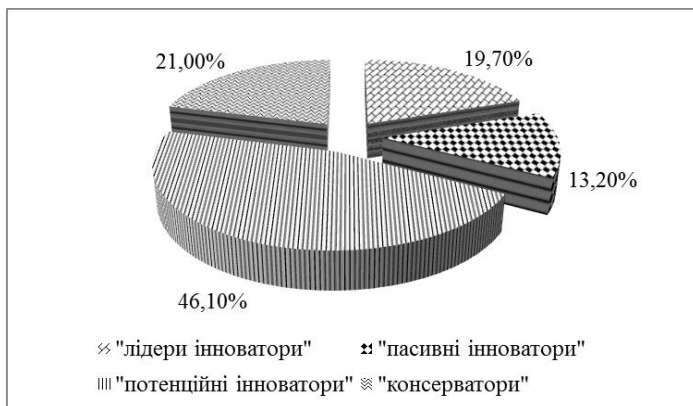 21,00%
19,70%
13,20%
46,10%
"лідери інноватори"
"пасивні інноватори"
"потенційні інноватори"
"консерватори"